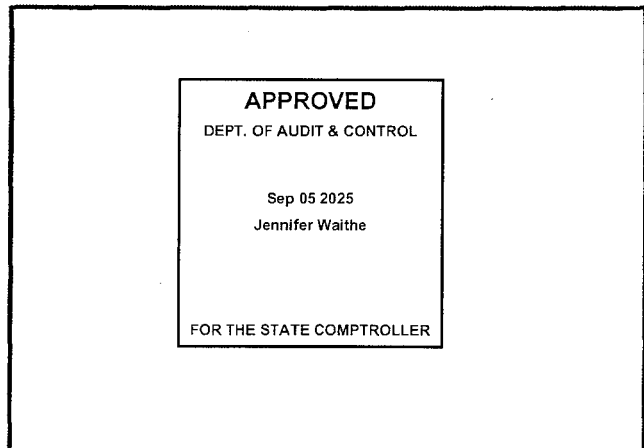 APPROVED
DEPT. OF AUDIT & CONTROL
Sep 05 2025
Jennifer Waithe
FOR THE STATE COMPTROLLER